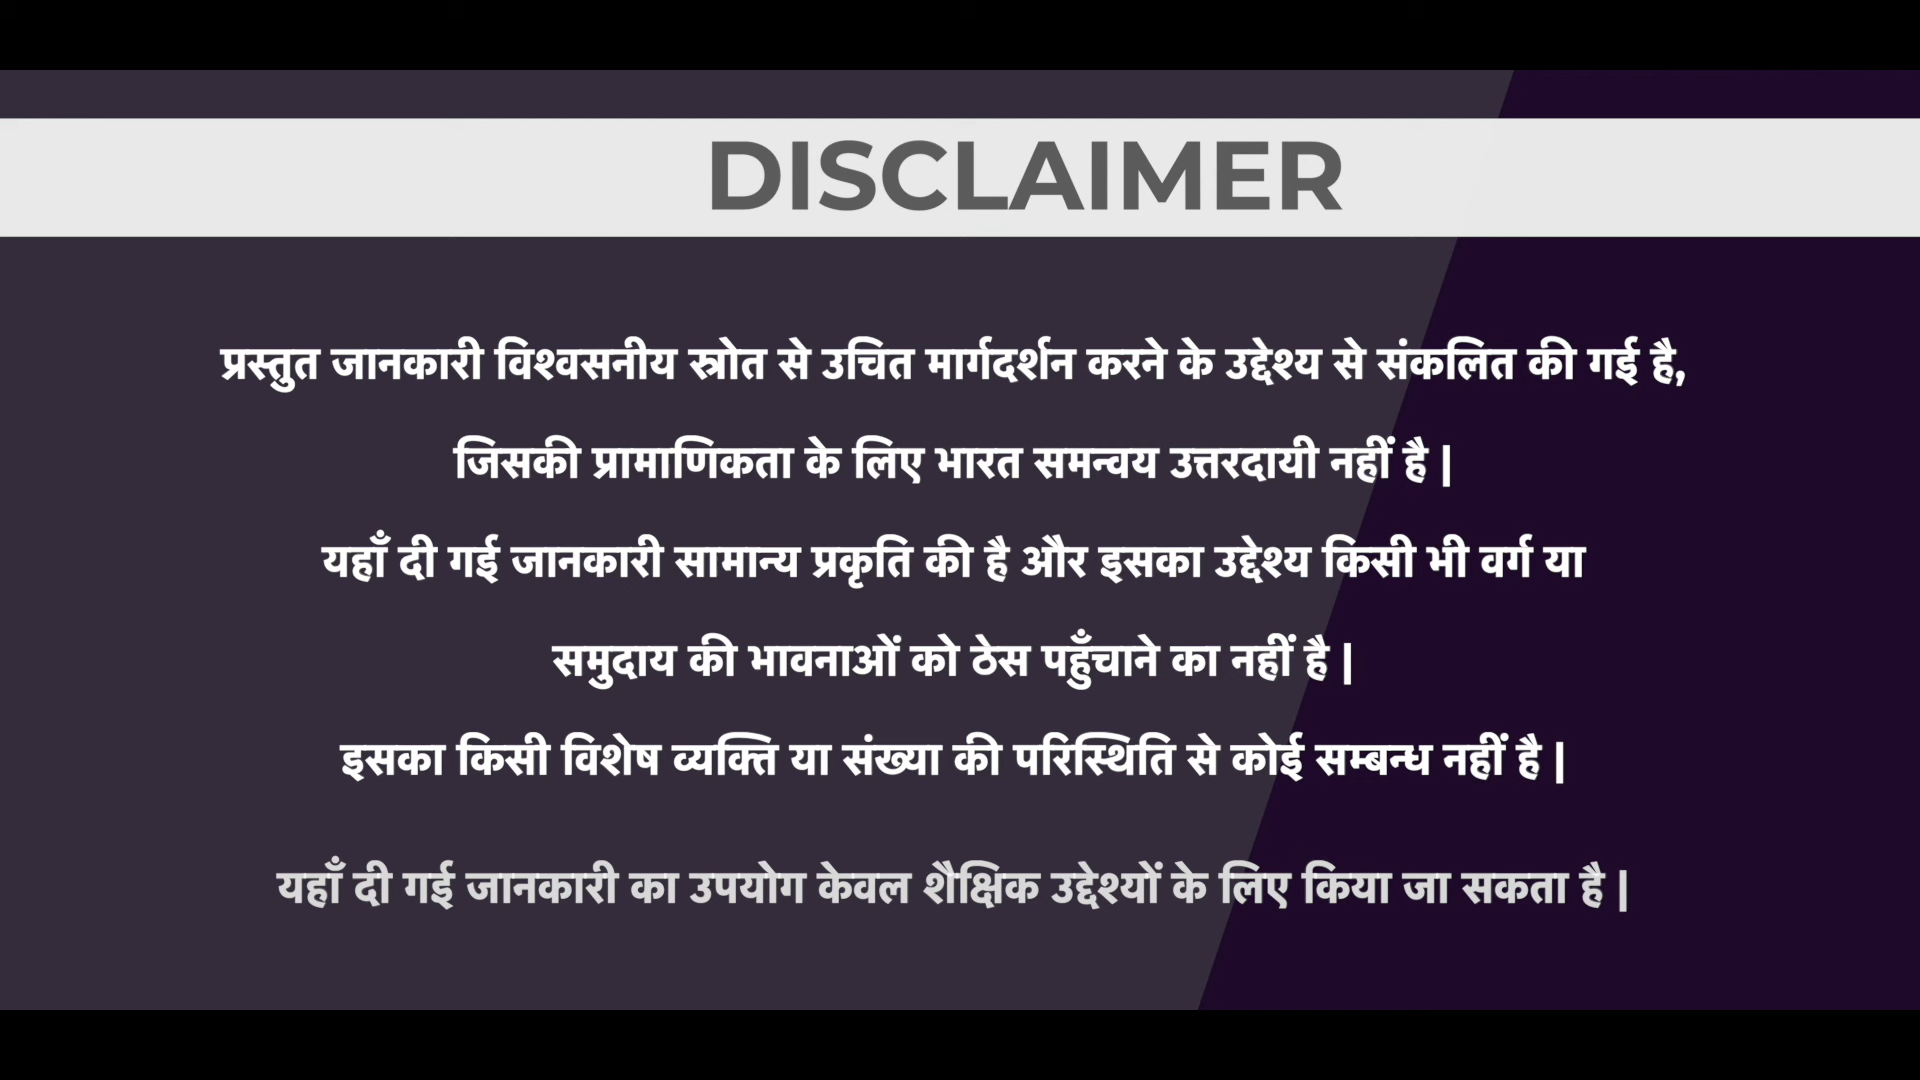 DISCLAIMER
प्रस्तुत जानकारी विश्वसनीय स्रोत से उचित मार्गदर्शन करने के उद्देश्य से संकलित की गई है,
जिसकी प्रामाणिकता के लिए भारत समन्वय उत्तरदायी नहीं है |
यहाँ दी गई जानकारी सामान्य प्रकृति की है और इसका उद्देश्य किसी भी वर्ग या
समुदाय की भावनाओं को ठेस पहुँचाने का नहीं है |
इसका किसी विशेष व्यक्ति या संख्या की परिस्थिति से कोई सम्बन्ध नहीं है |
यहाँ दी गई जानकारी का उपयोग केवल शैक्षिक उद्देश्यों के लिए किया जा सकता है |